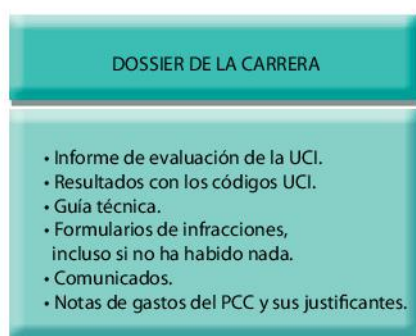 DOSSIER DE LA CARRERA
• Informe de evaluación de la UCI.
• Resultados con los códigos UCI.
• Guía técnica.
• Formularios de infracciones,
incluso si no ha habido nada.
• Comunicados.
• Notas de gastos del PCC y sus justificantes.